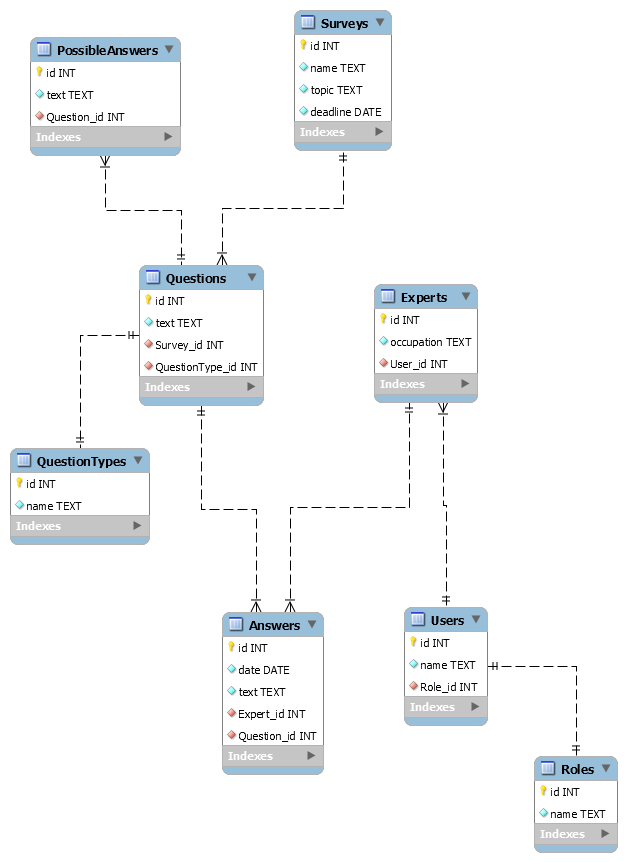 Surveys
id INT
name TEXT
topic TEXT
deadline DATE
Indexes
PossibleAnswers
id INT
text TEXT
Question_id INT
Indexes
Questions
id INT
text TEXT
Survey_id INT
QuestionType_id INT
Indexes
Experts
id INT
occupation TEXT
User_id INT
Indexes
QuestionTypes
id INT
name TEXT
Indexes
Answers
id INT
date DATE
text TEXT
Expert_id INT
Question_id INT
Indexes
Users
id INT
name TEXT
Role_id INT
Indexes
Roles
id INT
name TEXT
Indexes